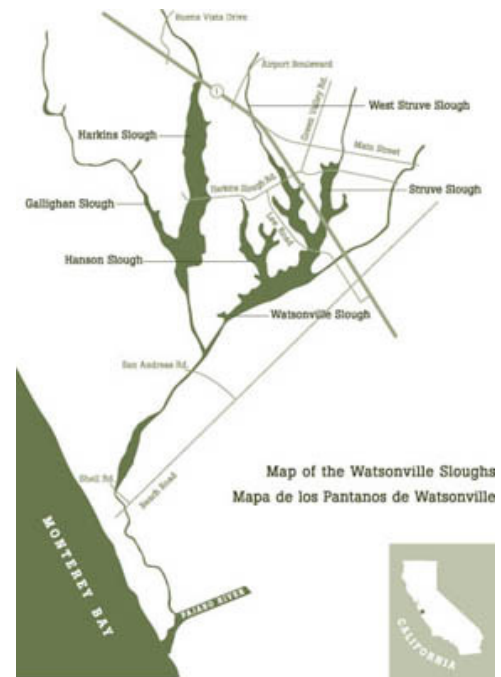 Buena Vista Drive
Airport Boulevard
1
Green Valley Rd.
West Struve Slough
Harkins Slough
Main Street
Harkins Slough Rd.
Struve Slough
Gallighan Slough
Lee Road
Hanson Slough
Watsonville Slough
San Andreas Rd.
Shell Rd.
Beach Road
Map of the Watsonville Sloughs
Mapa de los Pantanos de Watsonville
MONTEREY BAY
PAJARO RIVER
CALIFORNIA